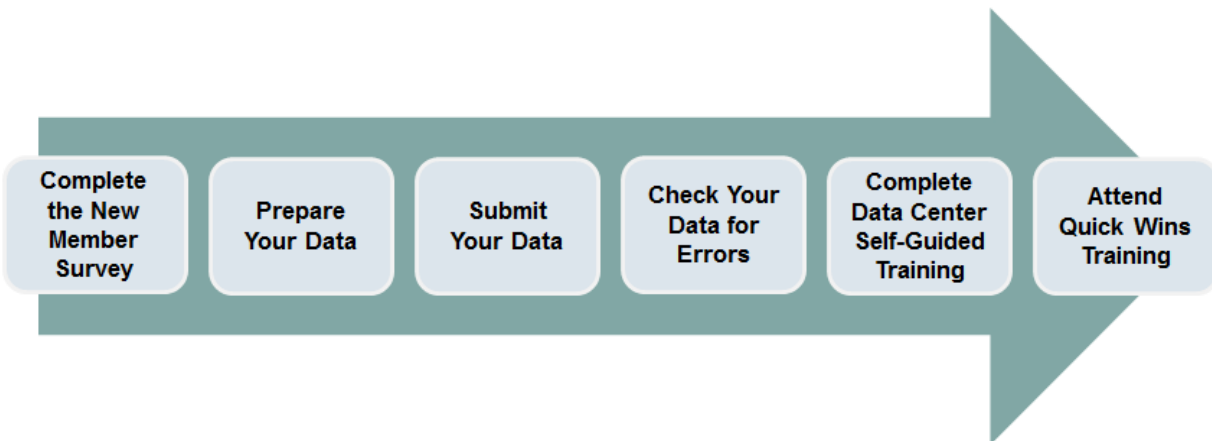 Complete
the New
Member
Survey
Prepare
Your Data
Submit
Your Data
Check Your
Data for
Errors
Complete
Data Center
Self-Guided
Training
Attend
Quick Wins
Training